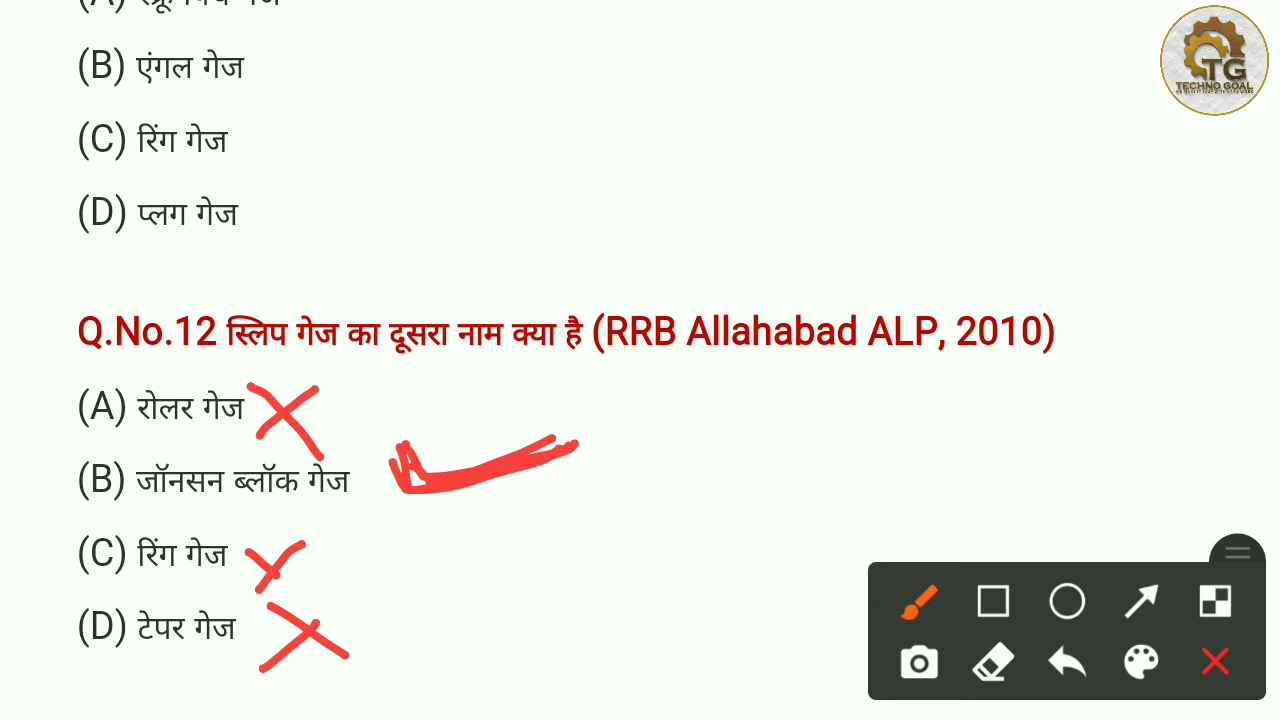 (A)
(B) एंगल गेज
(C) रिंग गेज
(D) प्लग गेज
Q.No.12 स्लिप गेज का दूसरा नाम क्या है (RRB Allahabad ALP, 2010)
(A) रोलर गेज
(B) जॉनसन ब्लॉक गेज
(C) रिंग गेज
(D) टेपर गेज
TG
TECHNO GOAL